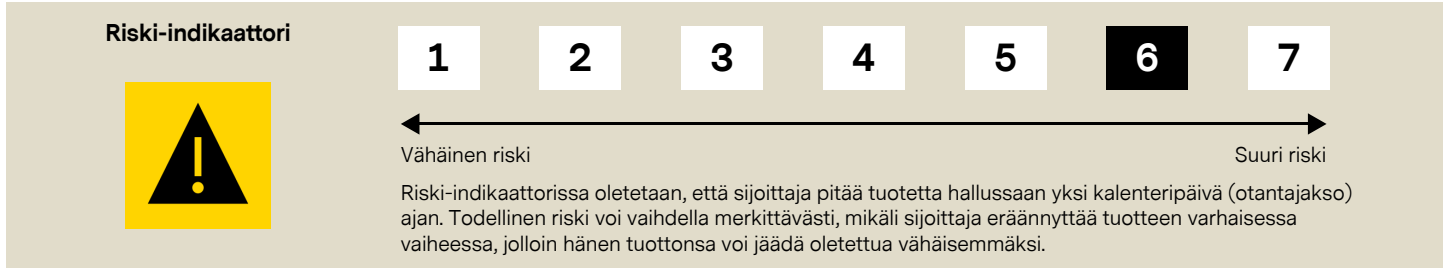 Riski-indikaattori
1 2 3 4 5 6 7
Vähäinen riski Suuri riski
Riski-indikaattorissa oletetaan, että sijoittaja pitää tuotetta hallussaan yksi kalenteripäivä (otantajakso)
ajan. Todellinen riski voi vaihdella merkittävästi, mikäli sijoittaja eräännyttää tuotteen varhaisessa
vaiheessa, jolloin hänen tuottonsa voi jäädä oletettua vähäisemmäksi.